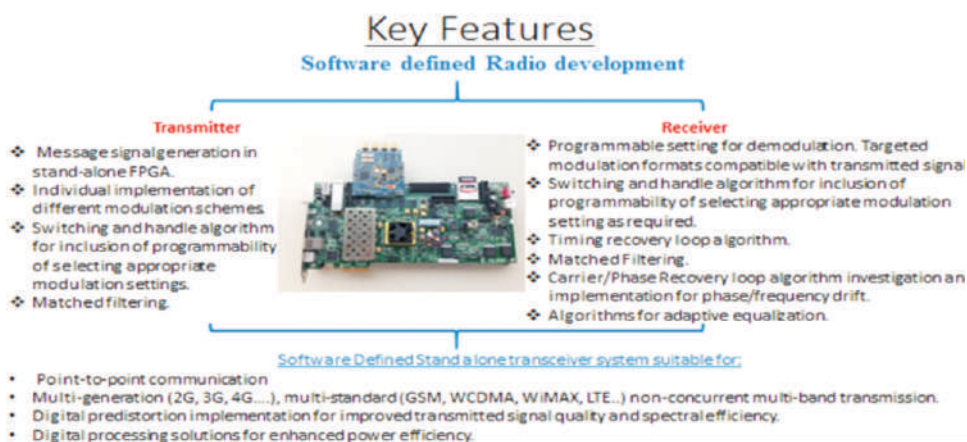 Key Features
Software defined Radio development
Transmitter
❖ Message signal generation in
stand-alone FPGA.
❖ Individual implementation of
different modulation schemes.
❖ Switching and handle algorithm
for inclusion of programmability
of selecting appropriate
modulation settings.
❖ Matched filtering.
Receiver
❖ Programmable setting for demodulation. Targeted
modulation formats compatible with transmitted signal
❖ Switching and handle algorithm for inclusion of
programmability of selecting appropriate modulation
setting as required.
❖ Timing recovery loop algorithm.
❖ Matched Filtering.
❖ Carrier/Phase Recovery loop algorithm investigation an
implementation for phase/frequency drift.
❖ Algorithms for adaptive equalization.
Software Defined Stand alone transceiver system suitable for:
• Point-to-point communication
• Multi-generation (2G, 3G, 4G....), multi-standard (GSM, WCDMA, WiMAX, LTE..) non-concurrent multi-band transmission.
• Digital predistortion implementation for improved transmitted signal quality and spectral efficiency.
• Digital processing solutions for enhanced power efficiency.